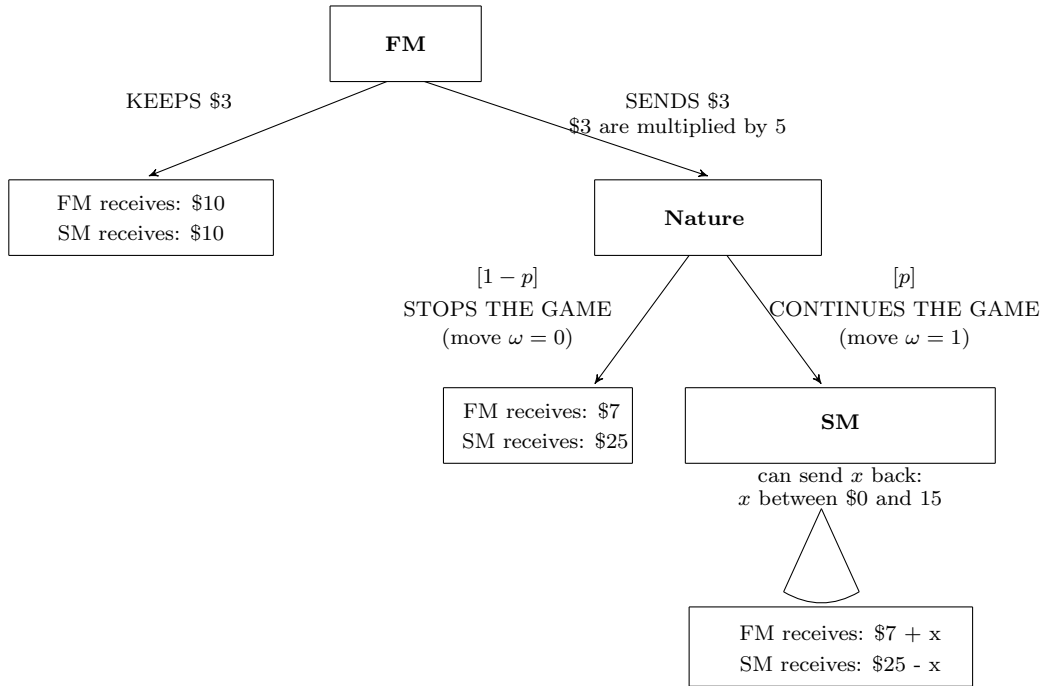 FM
KEEPS $3
SENDS $3
$3 are multiplied by 5
FM receives: $10
SM receives: $10
Nature
[1 − p]
STOPS THE GAME
(move ω = 0)
[p]
CONTINUES THE GAME
(move ω = 1)
FM receives: $7
SM receives: $25
SM
can send x back:
x between $0 and 15
FM receives: $7 + x
SM receives: $25 - x